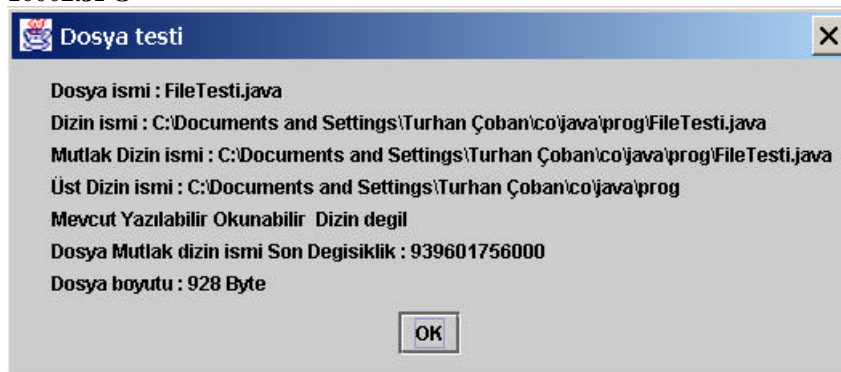 Dosya testi
Dosya ismi : FileTesti.java
Dizin ismi : C:\Documents and Settings\Turhan Çoban\co\java\prog\FileTesti.java
Mutlak Dizin ismi : C:\Documents and Settings\Turhan Çoban\co\java\prog\FileTesti.java
Üst Dizin ismi : C:\Documents and Settings\Turhan Çoban\co\java\prog
Mevcut Yazılabilir Okunabilir Dizin degil
Dosya Mutlak dizin ismi Son Degisiklik : 939601756000
Dosya boyutu : 928 Byte
OK